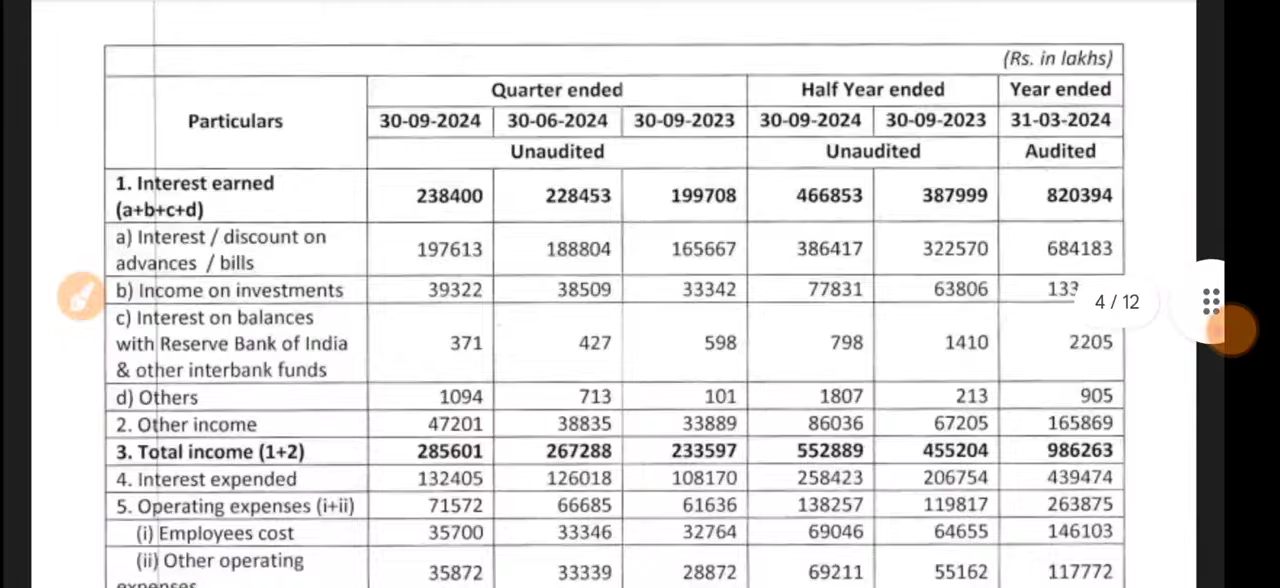 (Rs. in lakhs)
Particulars Quarter ended Half Year ended Year ended
30-09-2024 30-06-2024 30-09-2023 30-09-2024 30-09-2023 31-03-2024
Unaudited Unaudited Audited
1. Interest earned
(a+b+c+d) 238400 228453 199708 466853 387999 820394
a) Interest / discount on
advances / bills 197613 188804 165667 386417 322570 684183
b) Income on investments 39322 38509 33342 77831 63806
4 / 12
c) Interest on balances
with Reserve Bank of India
& other interbank funds 371 427 598 798 1410 2205
d) Others 1094 713 101 1807 213 905
2. Other income 47201 38835 33889 86036 67205 165869
3. Total income (1+2) 285601 267288 233597 552889 455204 986263
4. Interest expended 132405 126018 108170 258423 206754 439474
5. Operating expenses (i+ii) 71572 66685 61636 138257 119817 263875
(i) Employees cost 35700 33346 32764 69046 64655 146103
(ii) Other operating
expenses 35872 33339 28872 69211 55162 117772